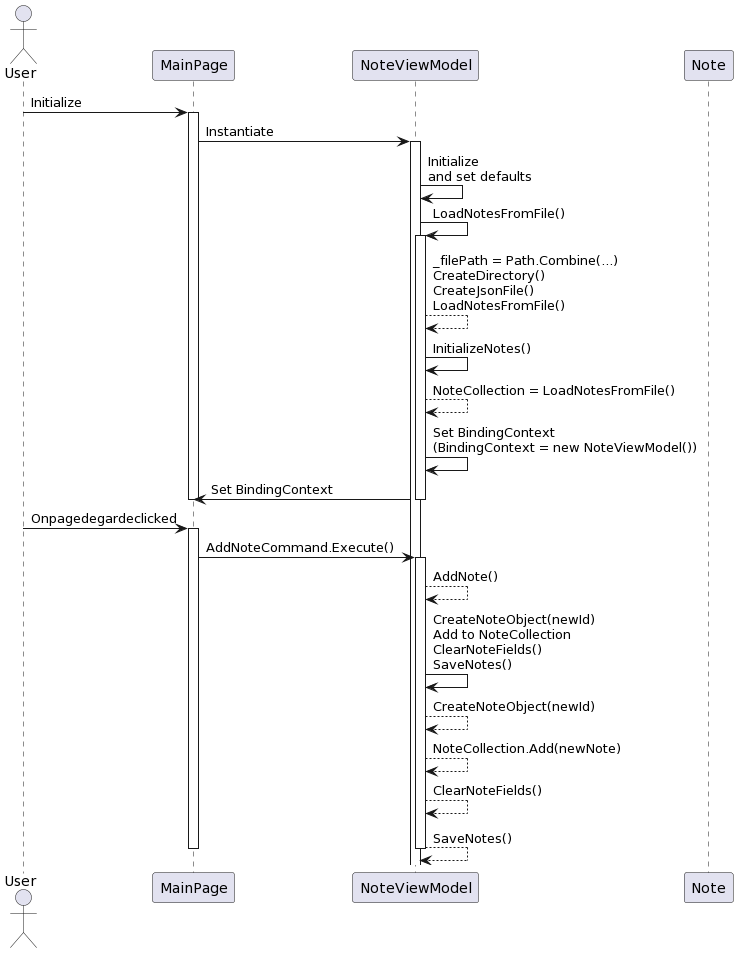 User
MainPage
NoteViewModel
Note
Initialize
Instantiate
Initialize
and set defaults
LoadNotesFromFile()
_filePath = Path.Combine(...)
CreateDirectory()
CreateJsonFile()
LoadNotesFromFile()
InitializeNotes()
NoteCollection = LoadNotesFromFile()
Set BindingContext
(BindingContext = new NoteViewModel())
Set BindingContext
Onpagedegardeclicked
AddNoteCommand.Execute()
AddNote()
CreateNoteObject(newId)
Add to NoteCollection
ClearNoteFields()
SaveNotes()
CreateNoteObject(newId)
NoteCollection.Add(newNote)
ClearNoteFields()
SaveNotes()
User
MainPage
NoteViewModel
Note